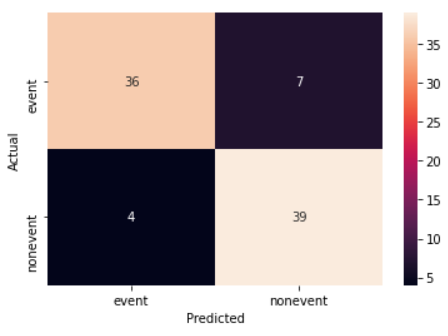 35
event
36
7
30
25
Actual
20
15
nonevent
4
39
10
5
event
nonevent
Predicted